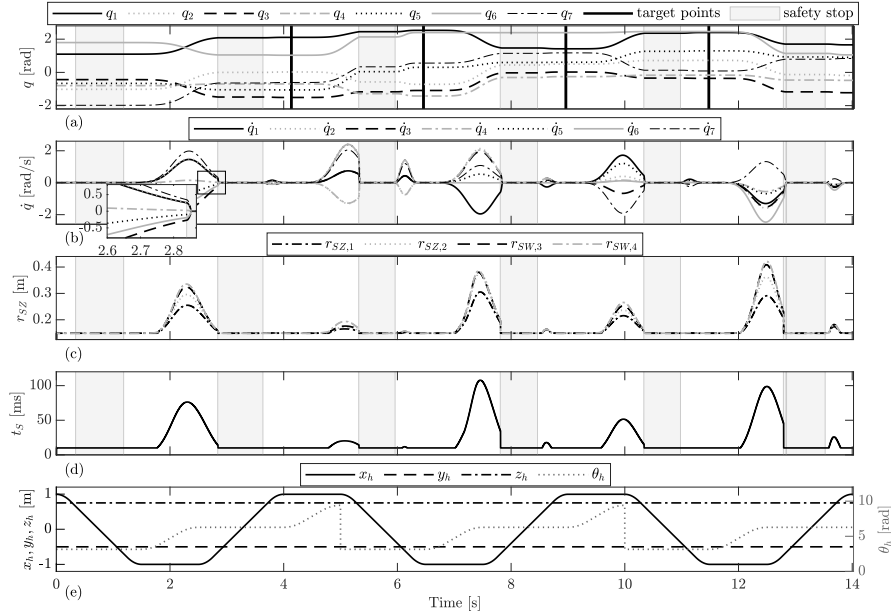 q1 q2 q3 q4 q5 q6 q7 target points safety stop
q [rad]
2
0
-2
(a)
q̇1 q̇2 q̇3 q̇4 q̇5 q̇6 q̇7
q̇ [rad/s]
2
0
-2
0.5
0
-0.5
2.6 2.7 2.8
(b)
rSZ,1 rSZ,2 rSW,3 rSW,4
rSZ [m]
0.4
0.3
0.2
(c)
tS [ms]
100
50
0
(d)
xh yh zh θh
xh, yh, zh [m]
1
0
-1
10
5
0
θh [rad]
(e)
0 2 4 6 8 10 12 14
Time [s]